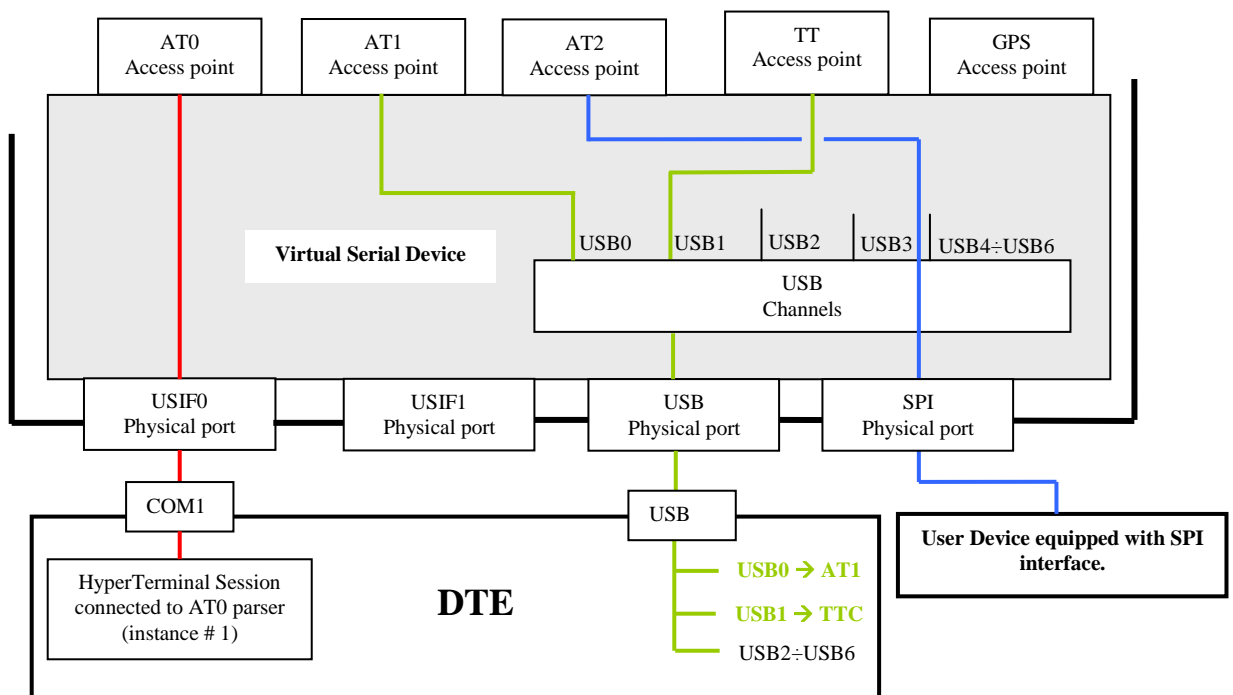 AT0
Access point
AT1
Access point
AT2
Access point
TT
Access point
GPS
Access point
Virtual Serial Device
USB0
USB1
USB2
USB3
USB4÷USB6
USB
Channels
USIF0
Physical port
USIF1
Physical port
USB
Physical port
SPI
Physical port
COM1
USB
HyperTerminal Session
connected to AT0 parser
(instance # 1)
DTE
USB0 → AT1
USB1 → TTC
USB2÷USB6
User Device equipped with SPI
interface.